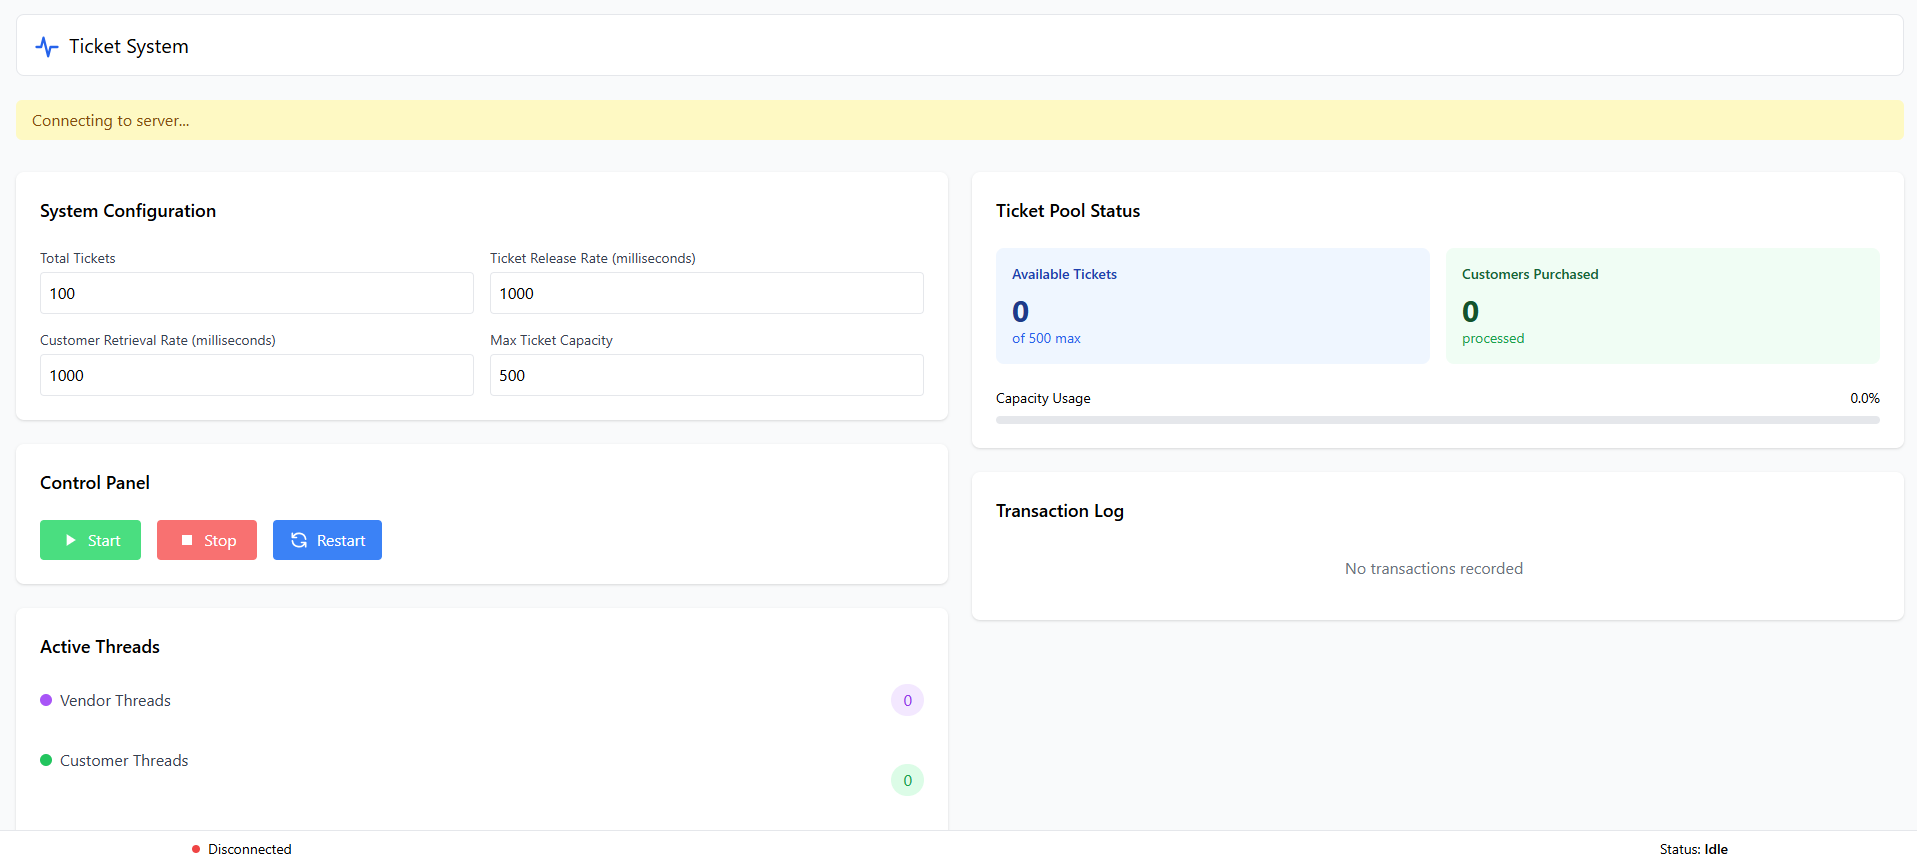 Ticket System
Connecting to server...
System Configuration
Total Tickets
100
Ticket Release Rate (milliseconds)
1000
Customer Retrieval Rate (milliseconds)
1000
Max Ticket Capacity
500
Control Panel
Start
Stop
Restart
Active Threads
Vendor Threads
0
Customer Threads
0
Ticket Pool Status
Available Tickets
0
of 500 max
Customers Purchased
0
processed
Capacity Usage
0.0%
Transaction Log
No transactions recorded
Disconnected
Status: Idle